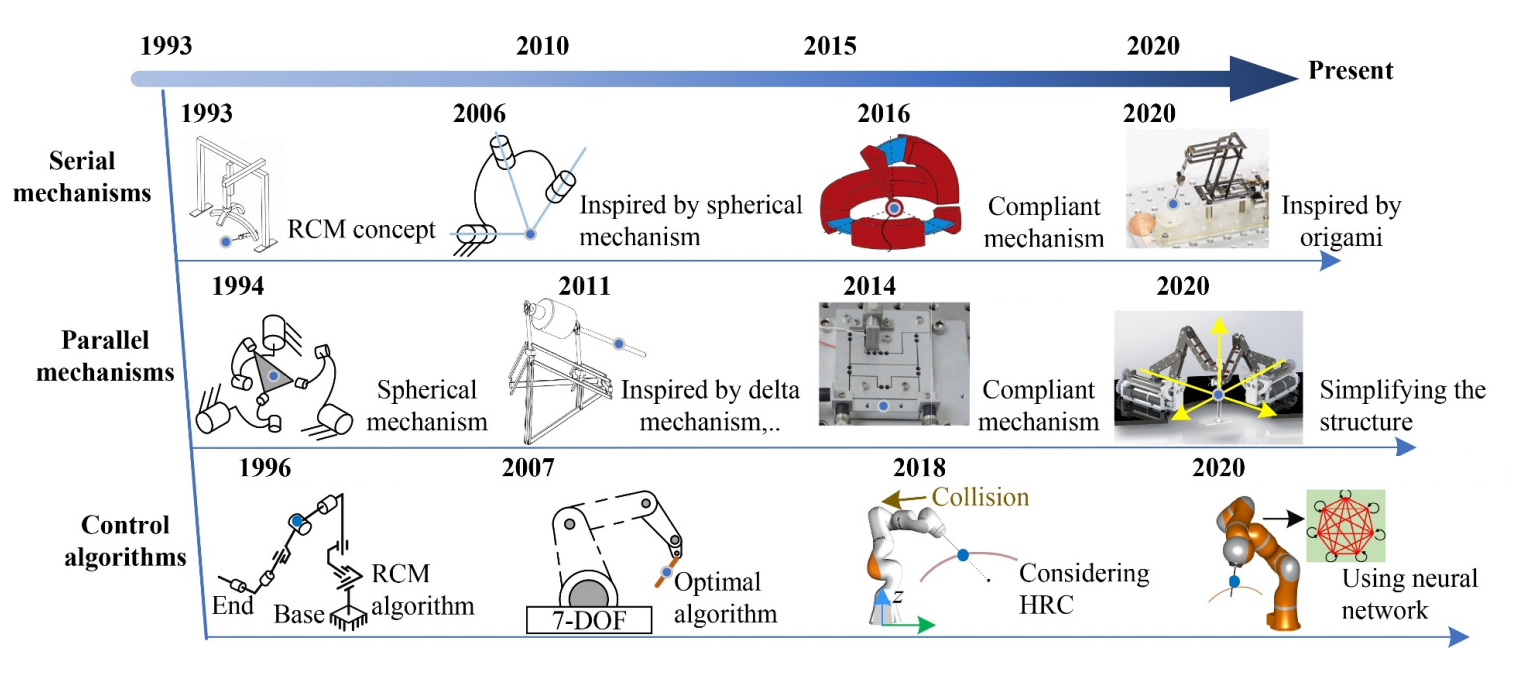 1993
2010
2015
2020
Present
Serial
mechanisms
1993
RCM concept
2006
Inspired by spherical
mechanism
2016
Compliant
mechanism
2020
Inspired by
origami
Parallel
mechanisms
1994
Spherical
mechanism
2011
Inspired by delta
mechanism,..
2014
Compliant
mechanism
2020
Simplifying the
structure
Control
algorithms
1996
End
Base
RCM
algorithm
2007
7-DOF
Optimal
algorithm
2018
Collision
z
Considering
HRC
2020
Using neural
network